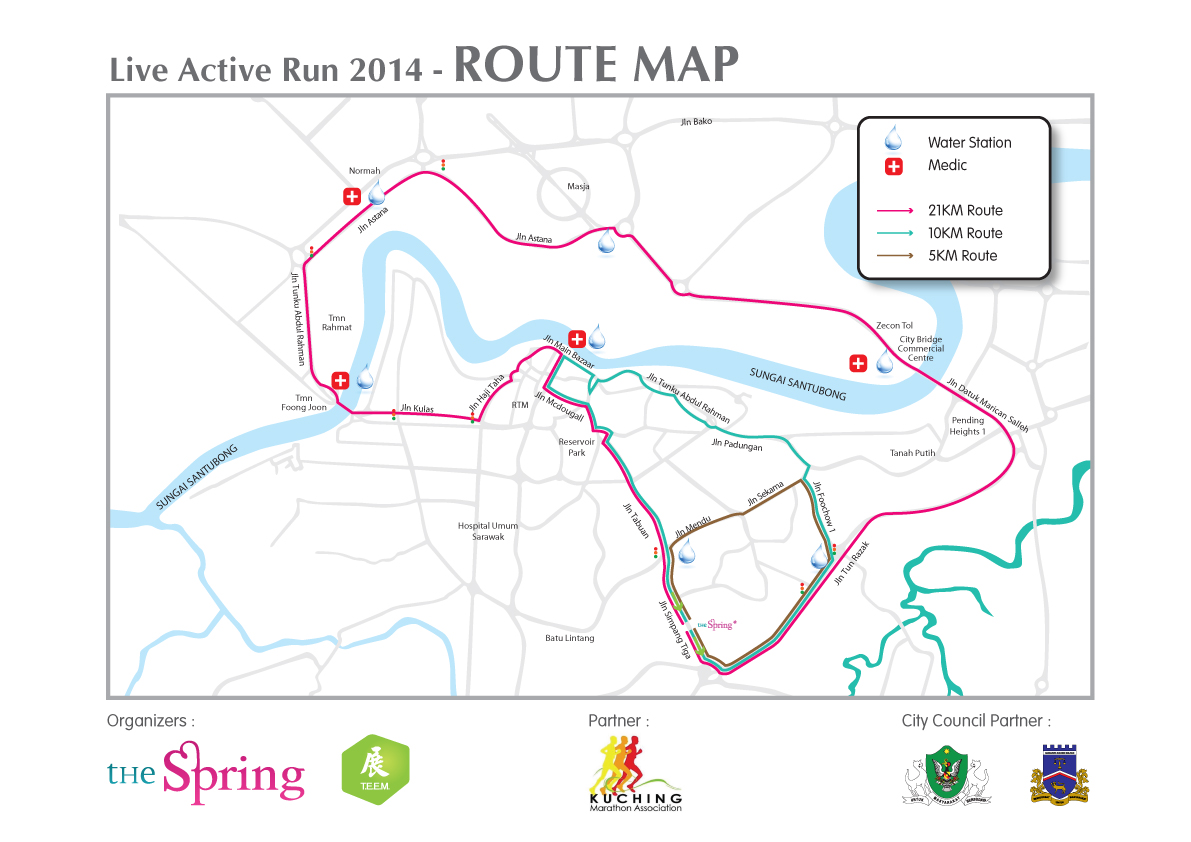 Live Active Run 2014 - ROUTE MAP
Jln Bako
Water Station
Medic
21KM Route
10KM Route
5KM Route
Normah
Masja
Jln Astana
Jln Astana
Jln Tunku Abdul Rahman
Tmn
Rahmat
Zecon Tol
City Bridge
Commercial
Centre
Jln Main Bazaar
SUNGAI SANTUBONG
Jln Tunku Abdul Rahman
Jln Datuk Marican Salleh
Tmn
Foong Joon
Jln Kulas
Jln Haji Taha
RTM
Jln Mcdougall
Pending
Heights 1
Reservoir
Park
Jln Padungan
Tanah Putih
SUNGAI SANTUBONG
Jln Sekama
Jln Foochow 1
Jln Mendu
Jln Tabuan
Hospital Umum
Sarawak
Jln Tun Razak
Jln Simpang Tiga
THE Spring
Batu Lintang
Organizers :
Partner :
City Council Partner :
THE Spring
展
T.E.E.M.
KUCHING
Marathon Association